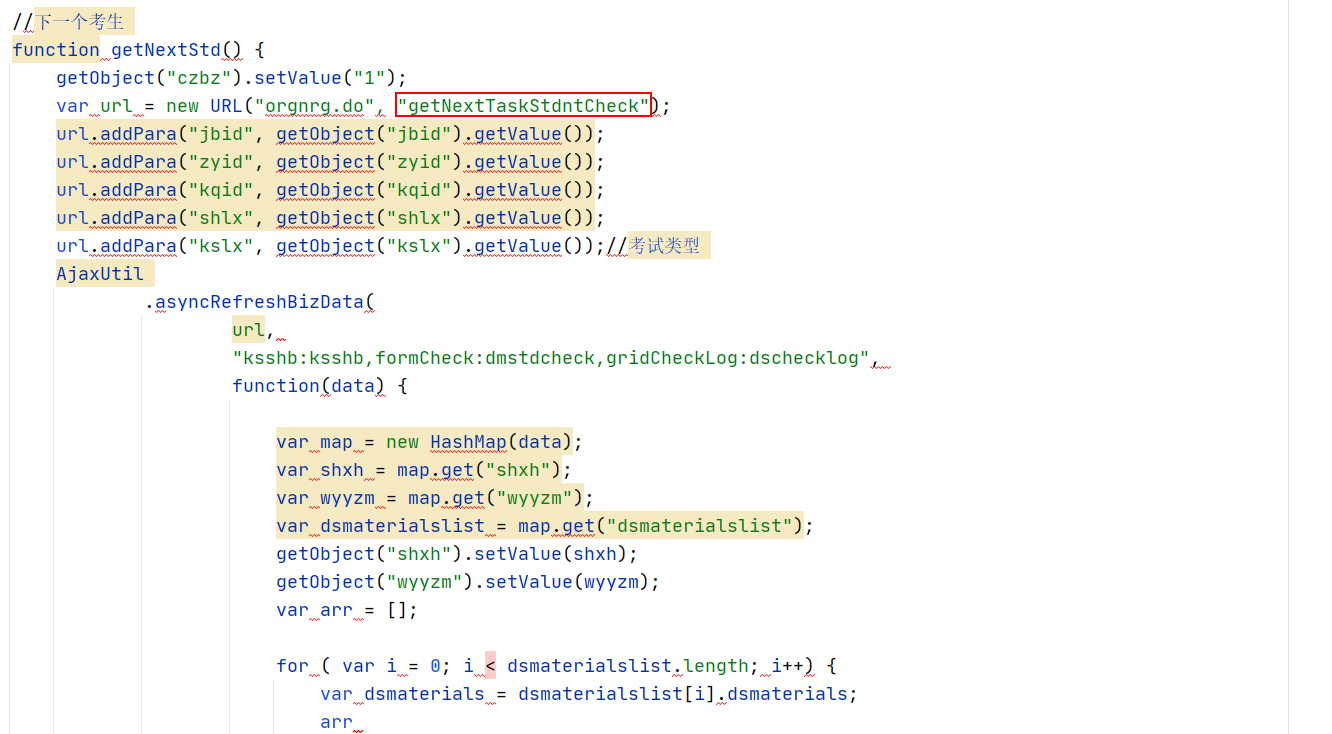 //下一个考生
function getNextStd() {
getObject("czbz").setValue("1");
var url = new URL("orgnrg.do", "getNextTaskStdntCheck");
url.addPara("jbid", getObject("jbid").getValue());
url.addPara("zyid", getObject("zyid").getValue());
url.addPara("kqid", getObject("kqid").getValue());
url.addPara("shlx", getObject("shlx").getValue());
url.addPara("kslx", getObject("kslx").getValue());//考试类型
AjaxUtil
.asyncRefreshBizData(
url,
"ksshb:ksshb,formCheck:dmstdcheck,gridCheckLog:dschecklog",
function(data) {
var map = new HashMap(data);
var shxh = map.get("shxh");
var wyyzm = map.get("wyyzm");
var dsmaterialslist = map.get("dsmaterialslist");
getObject("shxh").setValue(shxh);
getObject("wyyzm").setValue(wyyzm);
var arr = [];
for ( var i = 0; i < dsmaterialslist.length; i++) {
var dsmaterials = dsmaterialslist[i].dsmaterials;
arr